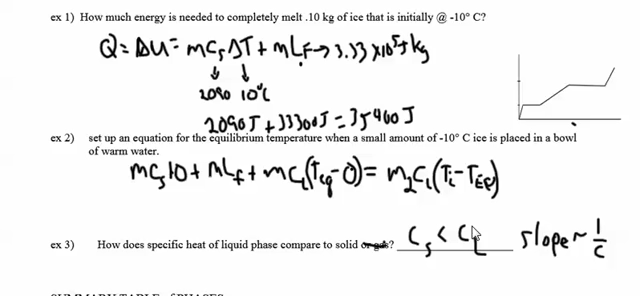 ex 1) How much energy is needed to completely melt .10 kg of ice that is initially @ -10° C?
Q = ΔU = mCsΔT + mLF → 3.33 x10^5 J/kg
2090 10°C
2090J + 33300J = 35400 J
ex 2) set up an equation for the equilibrium temperature when a small amount of -10° C ice is placed in a bowl
of warm water.
mCs10 + mLf + mCL(Teq-0) = m2CL(Ti-TEq)
ex 3) How does specific heat of liquid phase compare to solid or gas? Cs < CL slope ~ 1/c